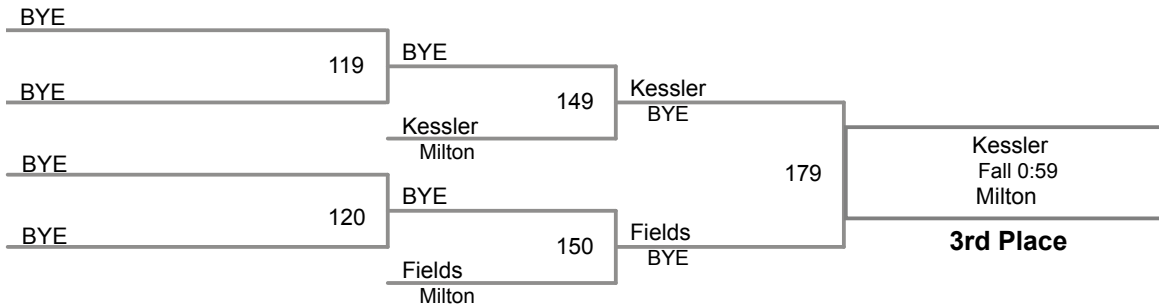 BYE
119
BYE
BYE
149
Kessler
BYE
Kessler
Milton
BYE
179
Kessler
Fall 0:59
Milton
3rd Place
BYE
120
BYE
BYE
150
Fields
BYE
Fields
Milton